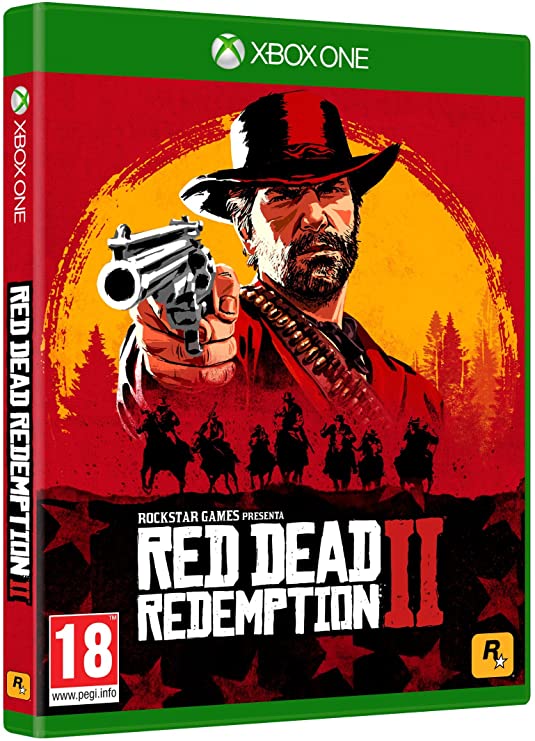 XBOX ONE
XBOX ONE
RED DEAD REDEMPTION II
R
ROCKSTAR GAMES PRESENTA
RED DEAD
REDEMPTION II
18
™
www.pegi.info
R